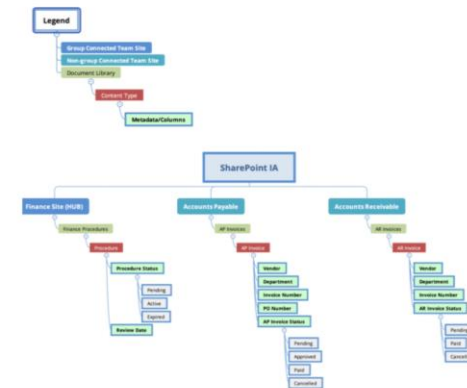 Legend
Group Connected Team Site
Non-group Connected Team Site
Document Library
Content Type
Metadata/Columns
SharePoint IA
Finance Site (HUB)
Finance Procedures
Procedure
Procedure Status
Pending
Active
Expired
Review Date
Accounts Payable
AP Invoices
AP Invoice
Vendor
Department
Invoice Number
PO Number
AP Invoice Status
Pending
Approved
Paid
Cancelled
Accounts Receivable
AR Invoices
AR Invoice
Vendor
Department
Invoice Number
AR Invoice Status
Pending
Paid
Cancel